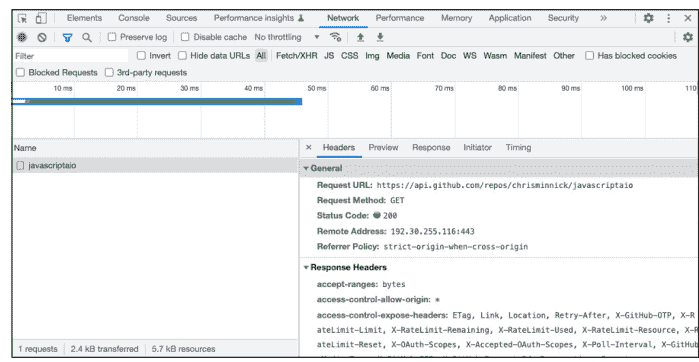 Elements Console Sources Performance insights Network Performance Memory Application Security »
Preserve log Disable cache No throttling
Filter Invert Hide data URLs All Fetch/XHR JS CSS Img Media Font Doc WS Wasm Manifest Other Has blocked cookies
Blocked Requests 3rd-party requests
10 ms 20 ms 30 ms 40 ms 50 ms 60 ms 70 ms 80 ms 90 ms 100 ms 110
Name
javascriptaio
× Headers Preview Response Initiator Timing
General
Request URL: https://api.github.com/repos/chrisminnick/javascriptaio
Request Method: GET
Status Code: 200
Remote Address: 192.30.255.116:443
Referrer Policy: strict-origin-when-cross-origin
Response Headers
accept-ranges: bytes
access-control-allow-origin: *
access-control-expose-headers: ETag, Link, Location, Retry-After, X-GitHub-OTP, X-R
ateLimit-Limit, X-RateLimit-Remaining, X-RateLimit-Used, X-RateLimit-Resource, X-R
ateLimit-Reset, X-OAuth-Scopes, X-Accepted-OAuth-Scopes, X-Poll-Interval, X-GitHub
1 requests 2.4 kB transferred 5.7 kB resources